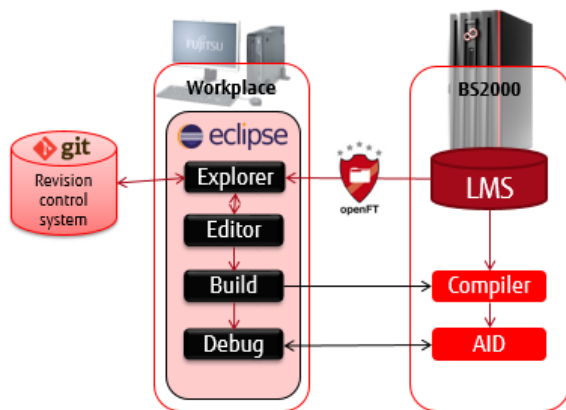 FUJITSU
Workplace
BS2000
eclipse
git
Revision
control
system
Explorer
openFT
LMS
Editor
Build
Compiler
Debug
AID